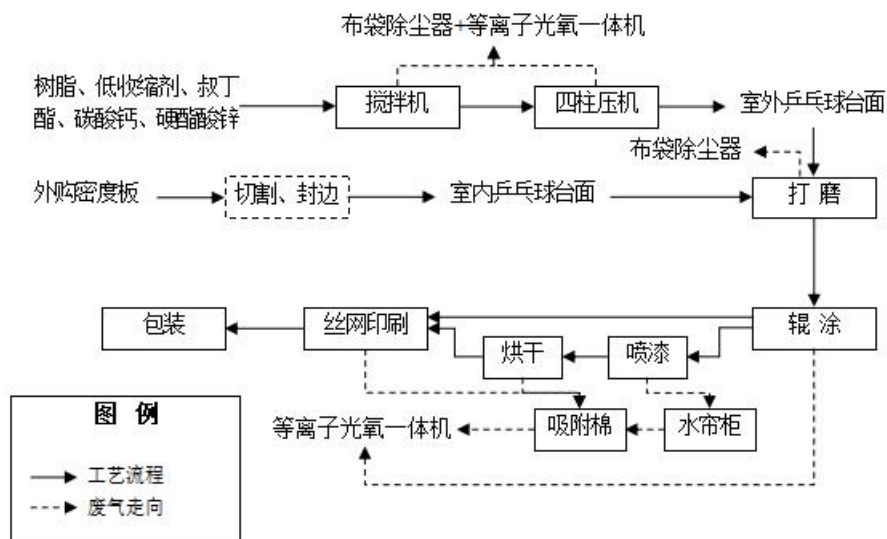 布袋除尘器+等离子光氧一体机
树脂、低收缩剂、叔丁
酯、碳酸钙、硬酯酸锌
搅拌机
四柱压机
室外乒乓球台面
布袋除尘器
外购密度板
切割、封边
室内乒乓球台面
打 磨
包装
丝网印刷
烘干
喷漆
辊 涂
等离子光氧一体机
吸附棉
水帘柜
图 例
工艺流程
废气走向